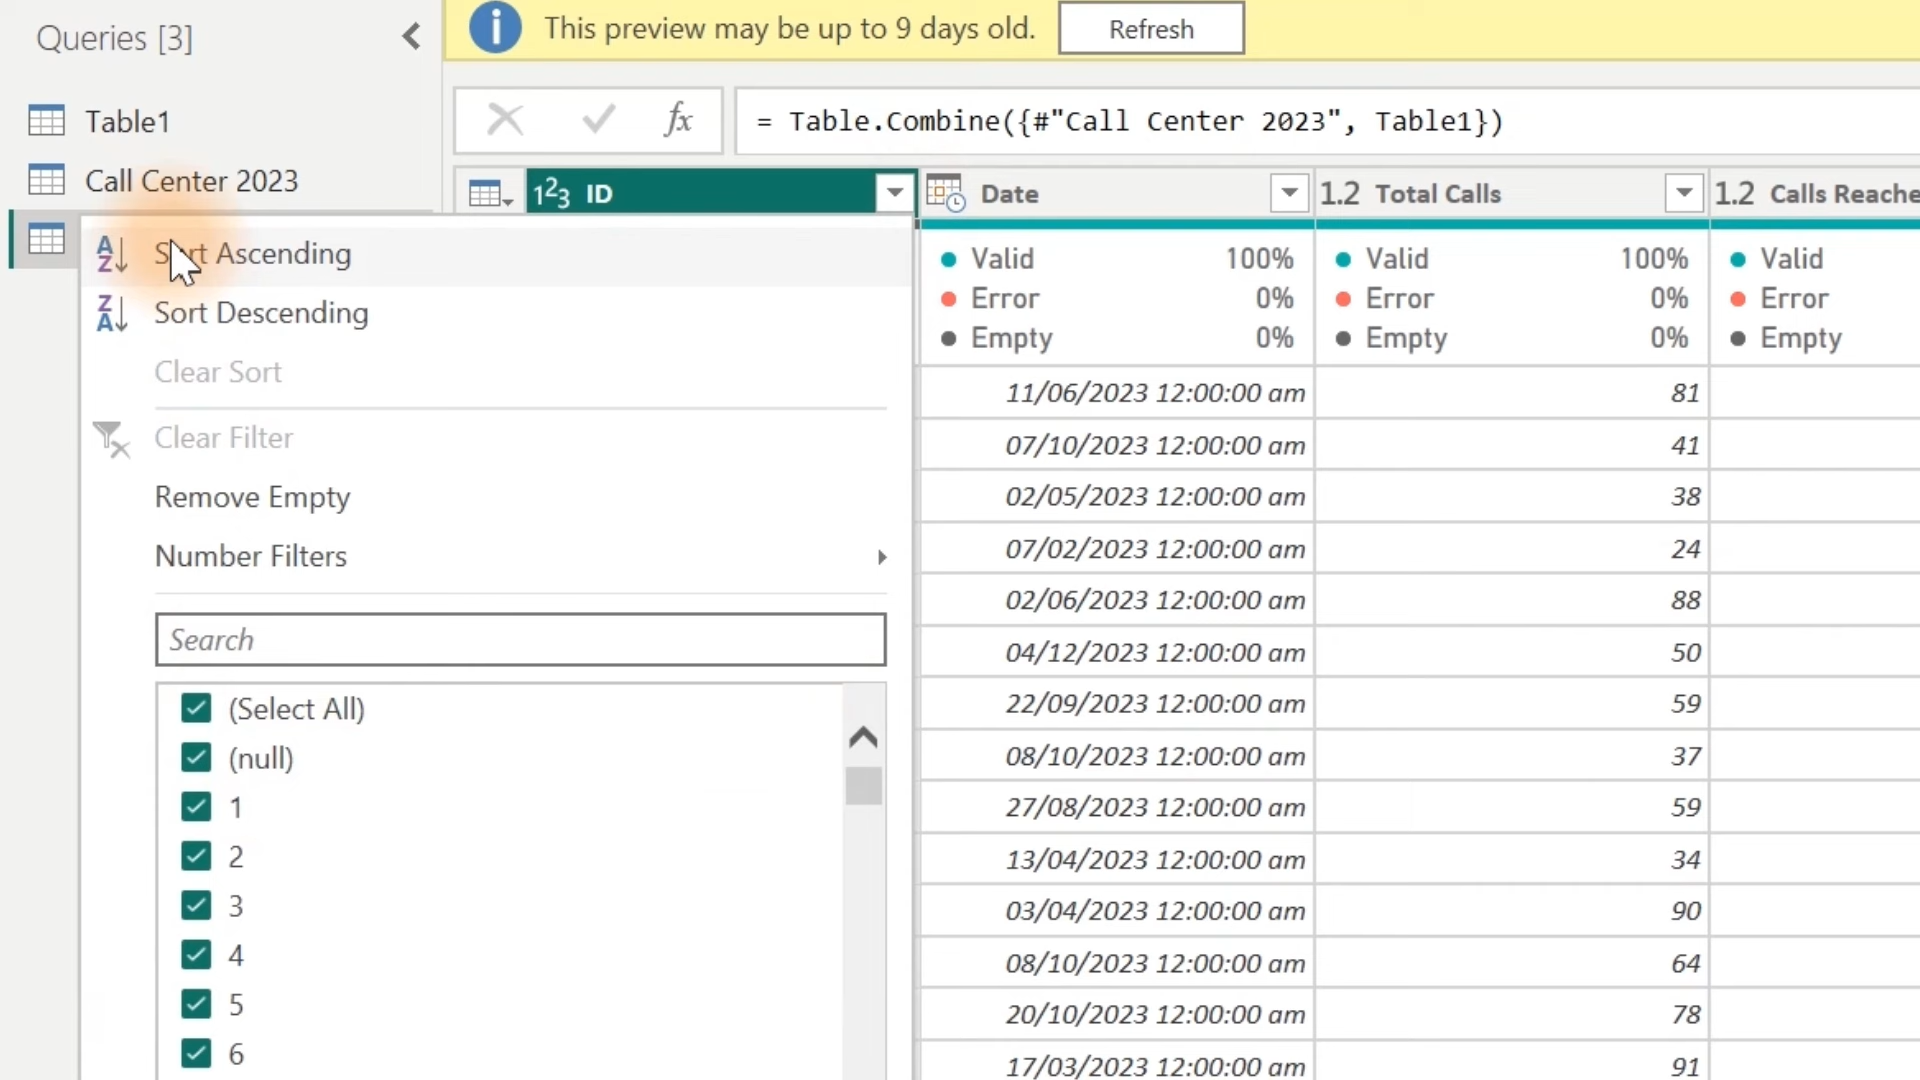 Queries [3]
This preview may be up to 9 days old.
Refresh
Table1
Call Center 2023
fx
= Table.Combine({#"Call Center 2023", Table1})
123 ID
Date
1.2 Total Calls
1.2 Calls Reache
Sort Ascending
Sort Descending
Clear Sort
Clear Filter
Remove Empty
Number Filters
Search
(Select All)
(null)
1
2
3
4
5
6
Valid 100%
Error 0%
Empty 0%
Valid 100%
Error 0%
Empty 0%
Valid
Error
Empty
11/06/2023 12:00:00 am 81
07/10/2023 12:00:00 am 41
02/05/2023 12:00:00 am 38
07/02/2023 12:00:00 am 24
02/06/2023 12:00:00 am 88
04/12/2023 12:00:00 am 50
22/09/2023 12:00:00 am 59
08/10/2023 12:00:00 am 37
27/08/2023 12:00:00 am 59
13/04/2023 12:00:00 am 34
03/04/2023 12:00:00 am 90
08/10/2023 12:00:00 am 64
20/10/2023 12:00:00 am 78
17/03/2023 12:00:00 am 91